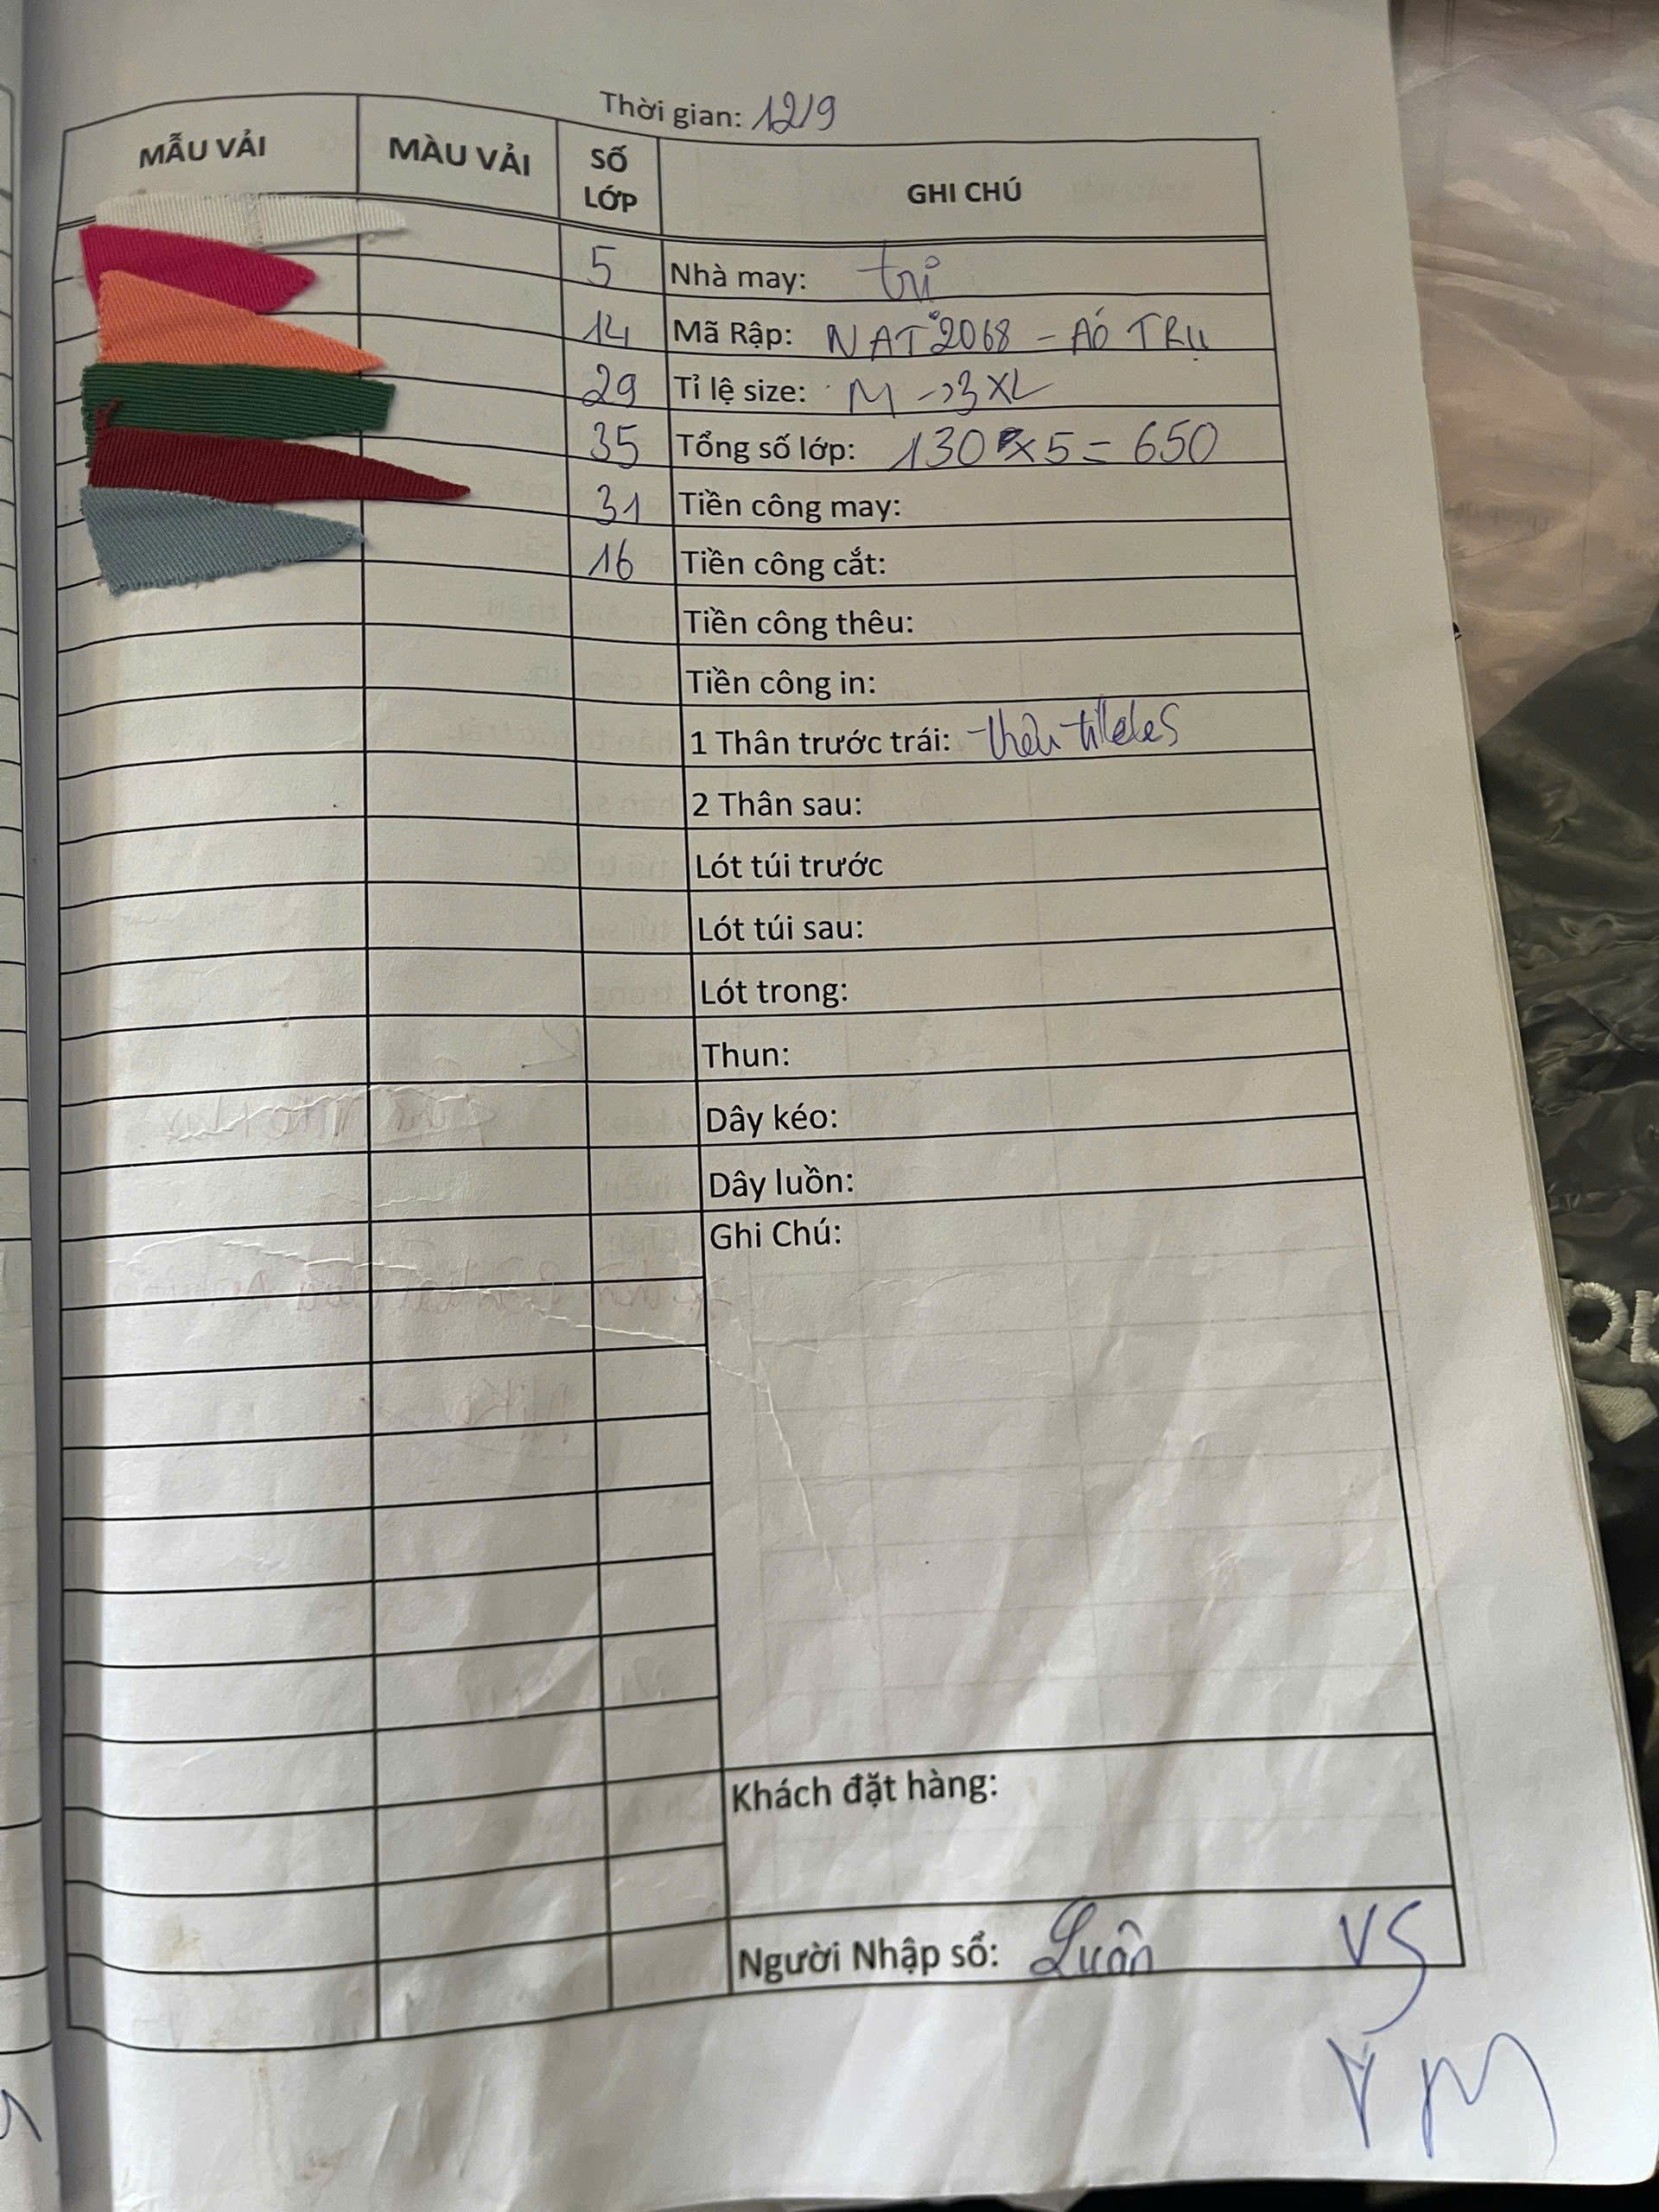 Thời gian: 12/9
MẪU VẢI MÀU VẢI SỐ LỚP GHI CHÚ
5 Nhà may: trí
14 Mã Rập: NAT 2068 - ÁO TRỤ
29 Tỉ lệ size: M -> 3XL
35 Tổng số lớp: 130 x 5 = 650
31 Tiền công may:
16 Tiền công cắt:
Tiền công thêu:
Tiền công in:
1 Thân trước trái: thêu
2 Thân sau:
Lót túi trước
Lót túi sau:
Lót trong:
Thun:
Dây kéo:
Dây luồn:
Ghi Chú:
Khách đặt hàng:
Người Nhập sổ: Luân VS